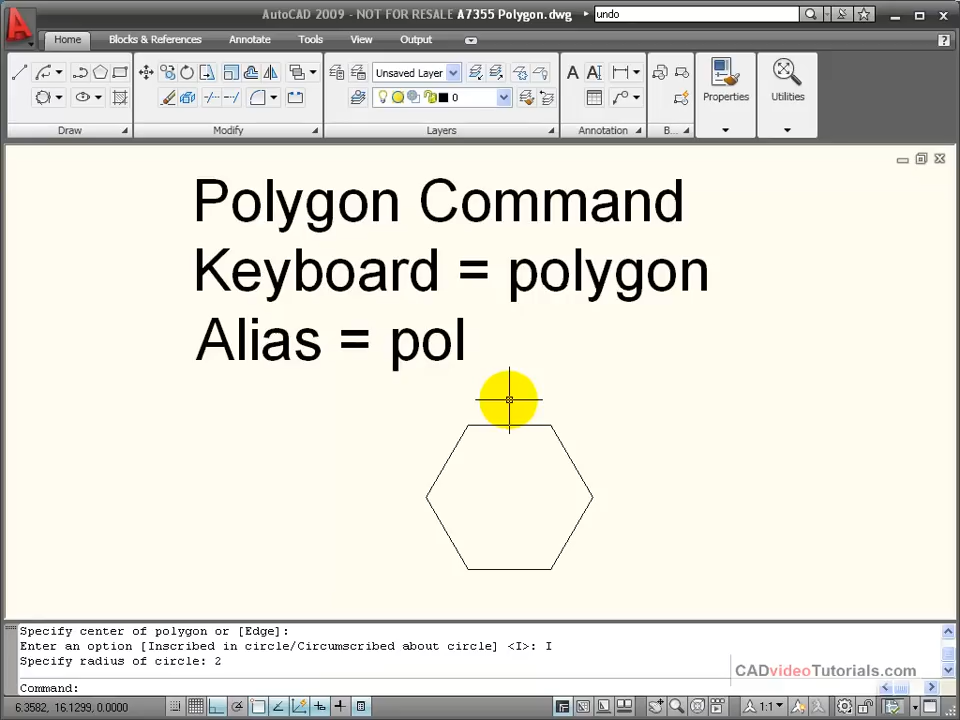 AutoCAD 2009 - NOT FOR RESALE A7355 Polygon.dwg
undo
Home Blocks & References Annotate Tools View Output
Unsaved Layer
0
Properties
Utilities
Draw Modify Layers Annotation B...
Polygon Command
Keyboard = polygon
Alias = pol
Specify center of polygon or [Edge]:
Enter an option [Inscribed in circle/Circumscribed about circle] <I>: I
Specify radius of circle: 2
Command:
CADvideoTutorials.com
6.3582, 16.1299, 0.0000
1:1